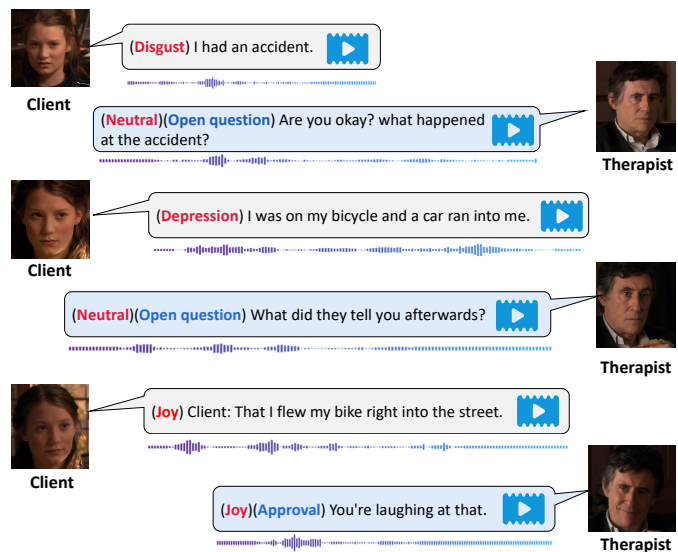 (Disgust) I had an accident.
Client
(Neutral)(Open question) Are you okay? what happened
at the accident?
Therapist
(Depression) I was on my bicycle and a car ran into me.
Client
(Neutral)(Open question) What did they tell you afterwards?
Therapist
(Joy) Client: That I flew my bike right into the street.
Client
(Joy)(Approval) You're laughing at that.
Therapist